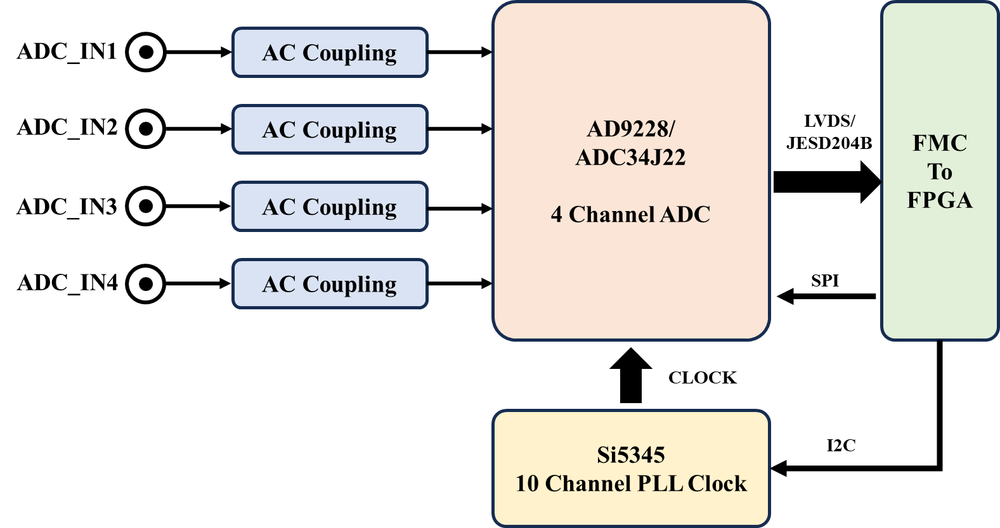 ADC_IN1
AC Coupling
ADC_IN2
AC Coupling
ADC_IN3
AC Coupling
ADC_IN4
AC Coupling
AD9228/
ADC34J22
4 Channel ADC
LVDS/
JESD204B
FMC
To
FPGA
SPI
CLOCK
Si5345
10 Channel PLL Clock
I2C